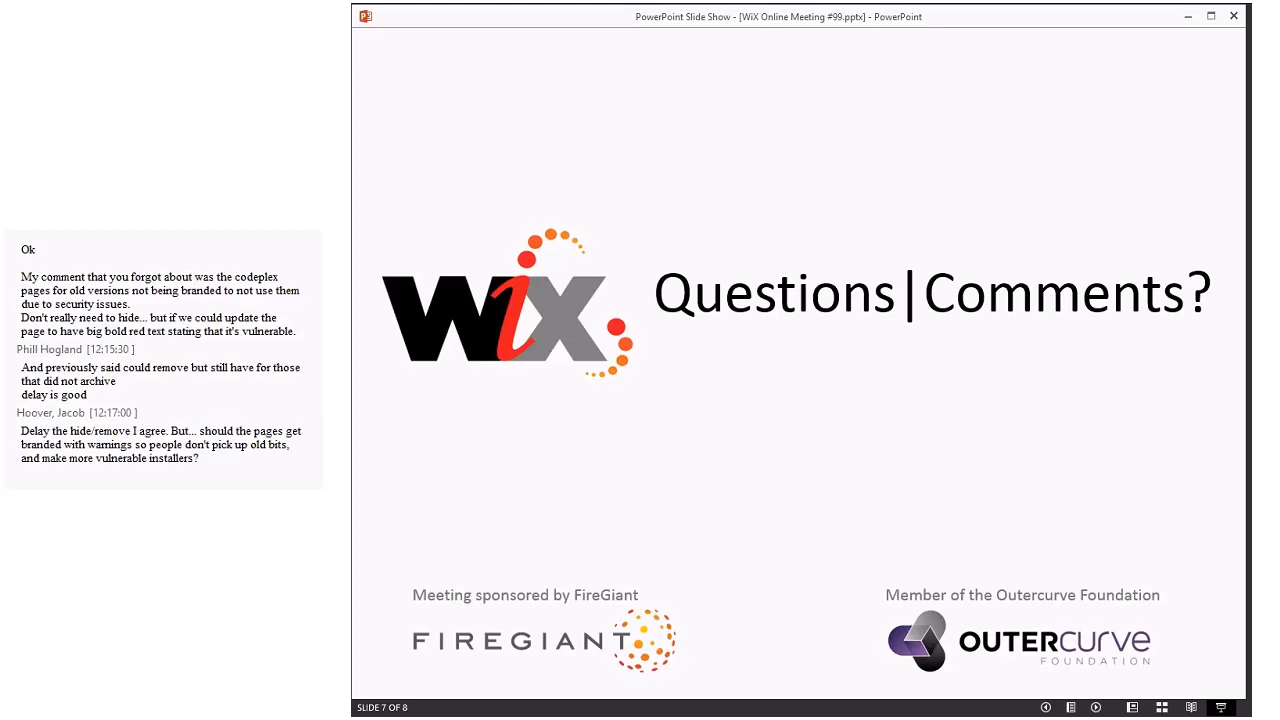 Ok
My comment that you forgot about was the codeplex
pages for old versions not being branded to not use them
due to security issues.
Don't really need to hide... but if we could update the
page to have big bold red text stating that it's vulnerable.
Phill Hogland [12:15:30 ]
And previously said could remove but still have for those
that did not archive
delay is good
Hoover, Jacob [12:17:00 ]
Delay the hide/remove I agree. But... should the pages get
branded with warnings so people don't pick up old bits,
and make more vulnerable installers?
PowerPoint Slide Show - [WiX Online Meeting #99.pptx] - PowerPoint
WiX
Questions|Comments?
Meeting sponsored by FireGiant
FIREGIANT
Member of the Outercurve Foundation
OUTERCURVE
FOUNDATION
SLIDE 7 OF 8